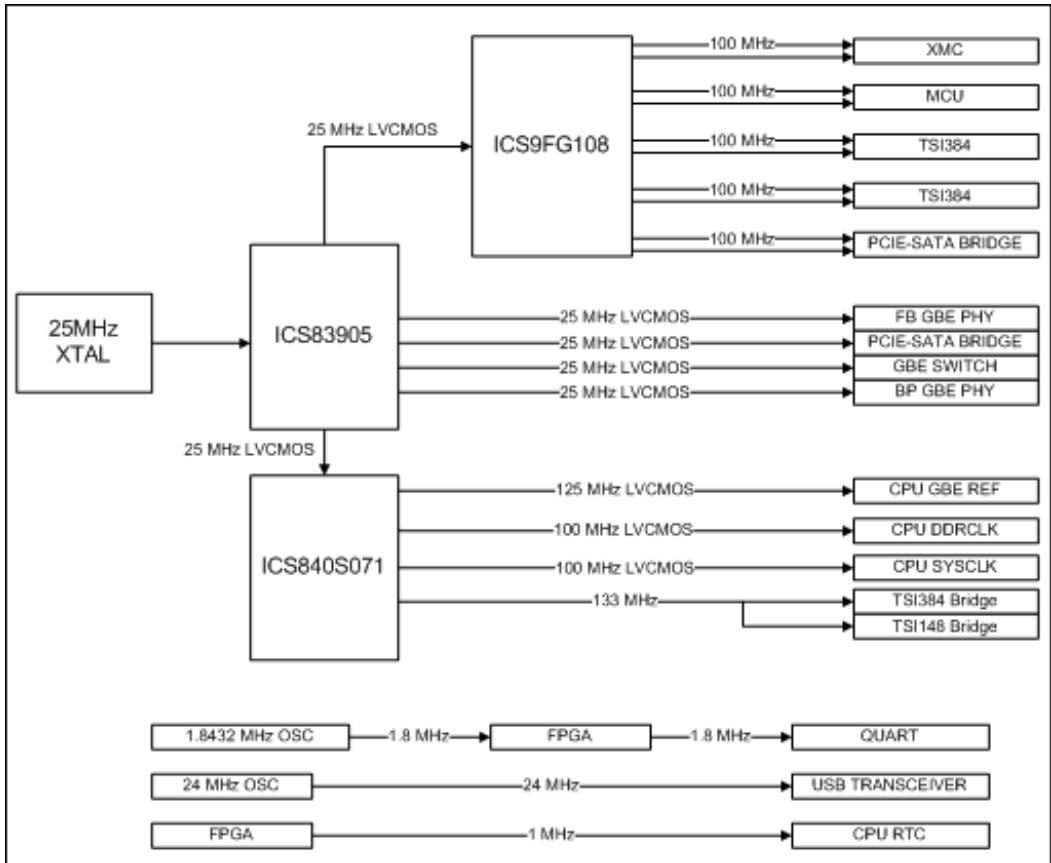 100 MHz
XMC
100 MHz
MCU
25 MHz LVCMOS
ICS9FG108
100 MHz
TSI384
100 MHz
TSI384
100 MHz
PCIE-SATA BRIDGE
25MHz
XTAL
ICS83905
25 MHz LVCMOS
FB GBE PHY
25 MHz LVCMOS
PCIE-SATA BRIDGE
25 MHz LVCMOS
GBE SWITCH
25 MHz LVCMOS
BP GBE PHY
25 MHz LVCMOS
ICS840S071
125 MHz LVCMOS
CPU GBE REF
100 MHz LVCMOS
CPU DDRCLK
100 MHz LVCMOS
CPU SYSCLK
133 MHz
TSI384 Bridge
TSI148 Bridge
1.8432 MHz OSC
1.8 MHz
FPGA
1.8 MHz
QUART
24 MHz OSC
24 MHz
USB TRANSCEIVER
FPGA
1 MHz
CPU RTC